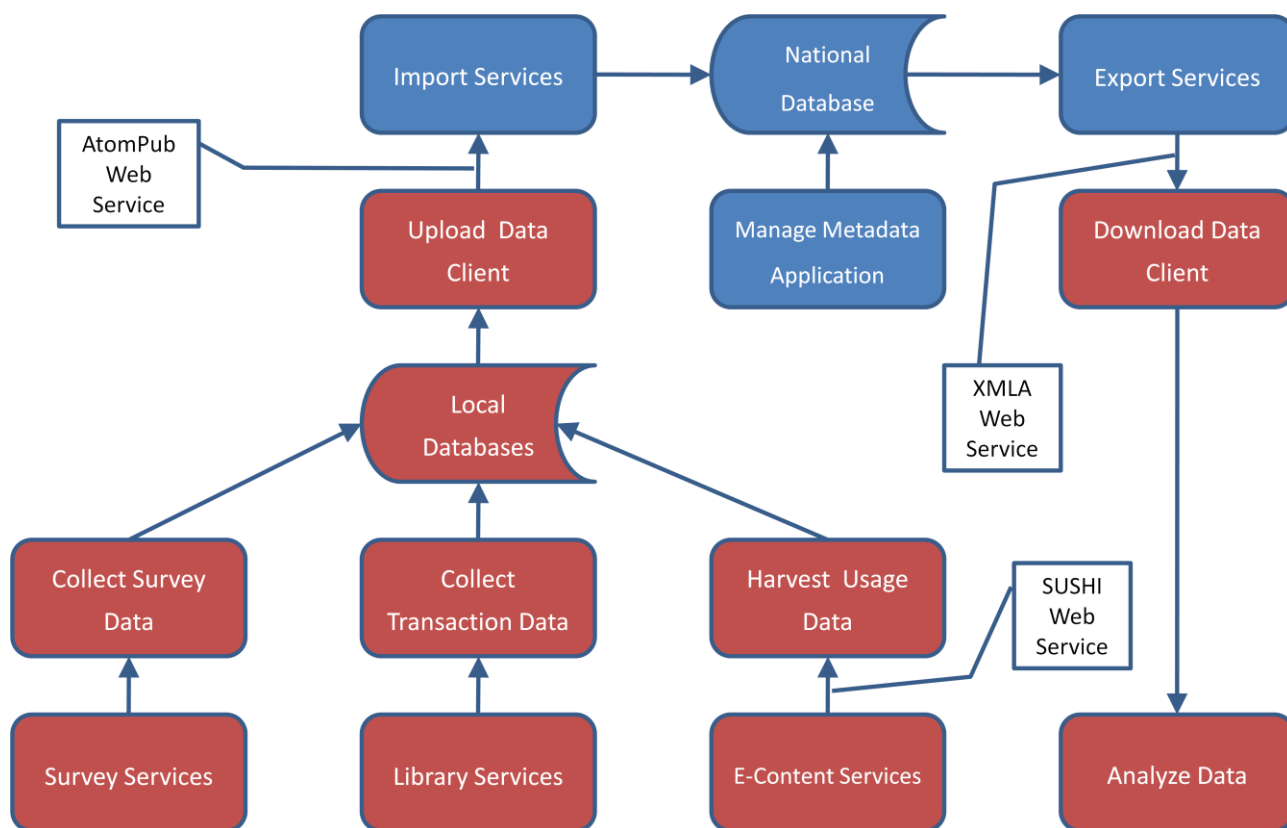 Import Services
National
Database
Export Services
AtomPub
Web
Service
Upload Data
Client
Manage Metadata
Application
Download Data
Client
Local
Databases
XMLA
Web
Service
Collect Survey
Data
Collect
Transaction Data
Harvest Usage
Data
SUSHI
Web
Service
Survey Services
Library Services
E-Content Services
Analyze Data